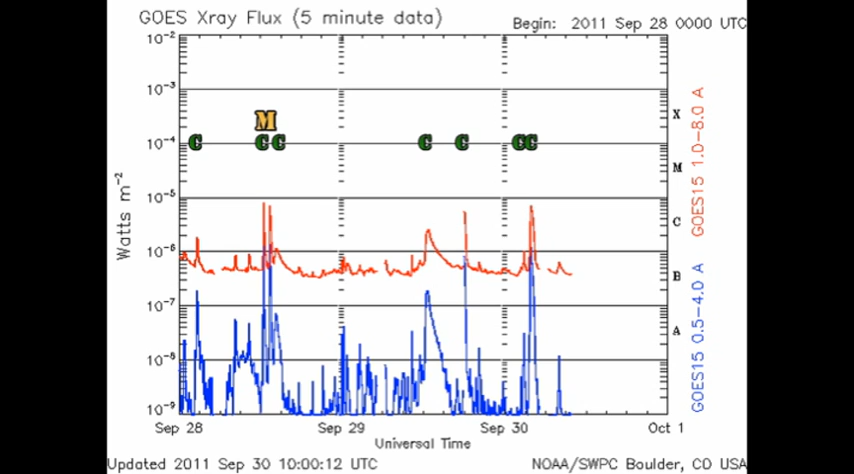 GOES Xray Flux (5 minute data)
Begin: 2011 Sep 28 0000 UTC
10-2
10-3
10-4
10-5
10-6
10-7
10-8
10-9
Watts m-2
M
C C C C C C C
X
M
C
B
A
GOES15 1.0-8.0 A
GOES15 0.5-4.0 A
Sep 28
Sep 29
Sep 30
Oct 1
Universal Time
Updated 2011 Sep 30 10:00:12 UTC
NOAA/SWPC Boulder, CO USA